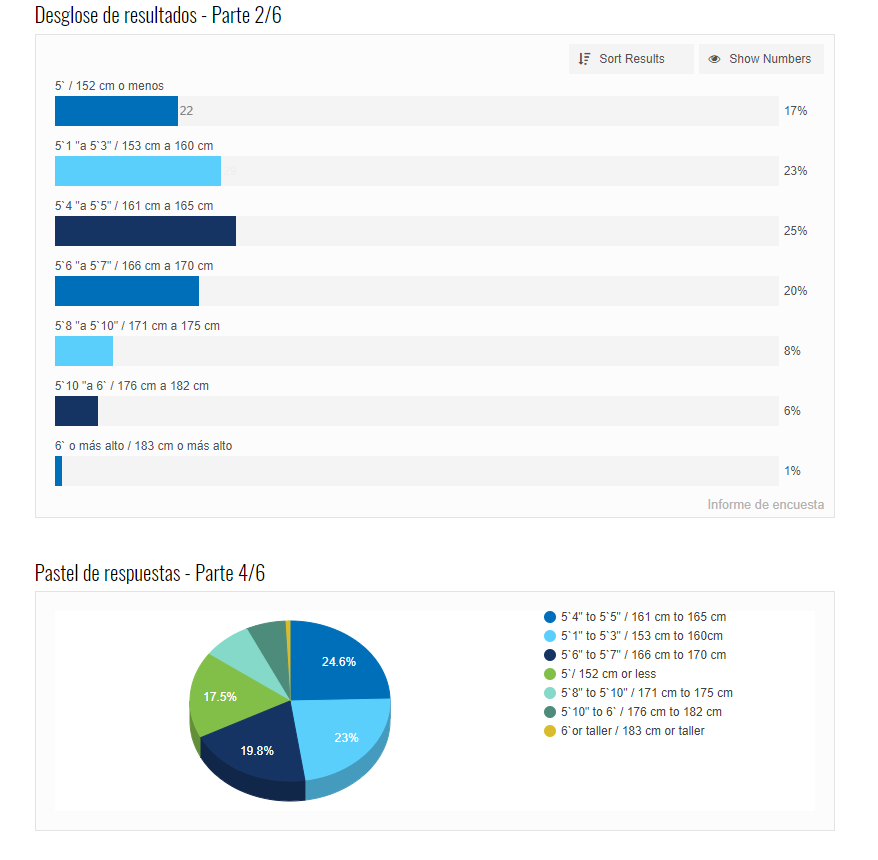 Desglose de resultados - Parte 2/6
Sort Results
Show Numbers
5` / 152 cm o menos
22
17%
5`1 "a 5`3" / 153 cm a 160 cm
23%
5`4 "a 5`5" / 161 cm a 165 cm
25%
5`6 "a 5`7" / 166 cm a 170 cm
20%
5`8 "a 5`10" / 171 cm a 175 cm
8%
5`10 "a 6` / 176 cm a 182 cm
6%
6` o más alto / 183 cm o más alto
1%
Informe de encuesta
Pastel de respuestas - Parte 4/6
24.6%
23%
19.8%
17.5%
5`4" to 5`5" / 161 cm to 165 cm
5`1" to 5`3" / 153 cm to 160cm
5`6" to 5`7" / 166 cm to 170 cm
5`/ 152 cm or less
5`8" to 5`10" / 171 cm to 175 cm
5`10" to 6` / 176 cm to 182 cm
6`or taller / 183 cm or taller